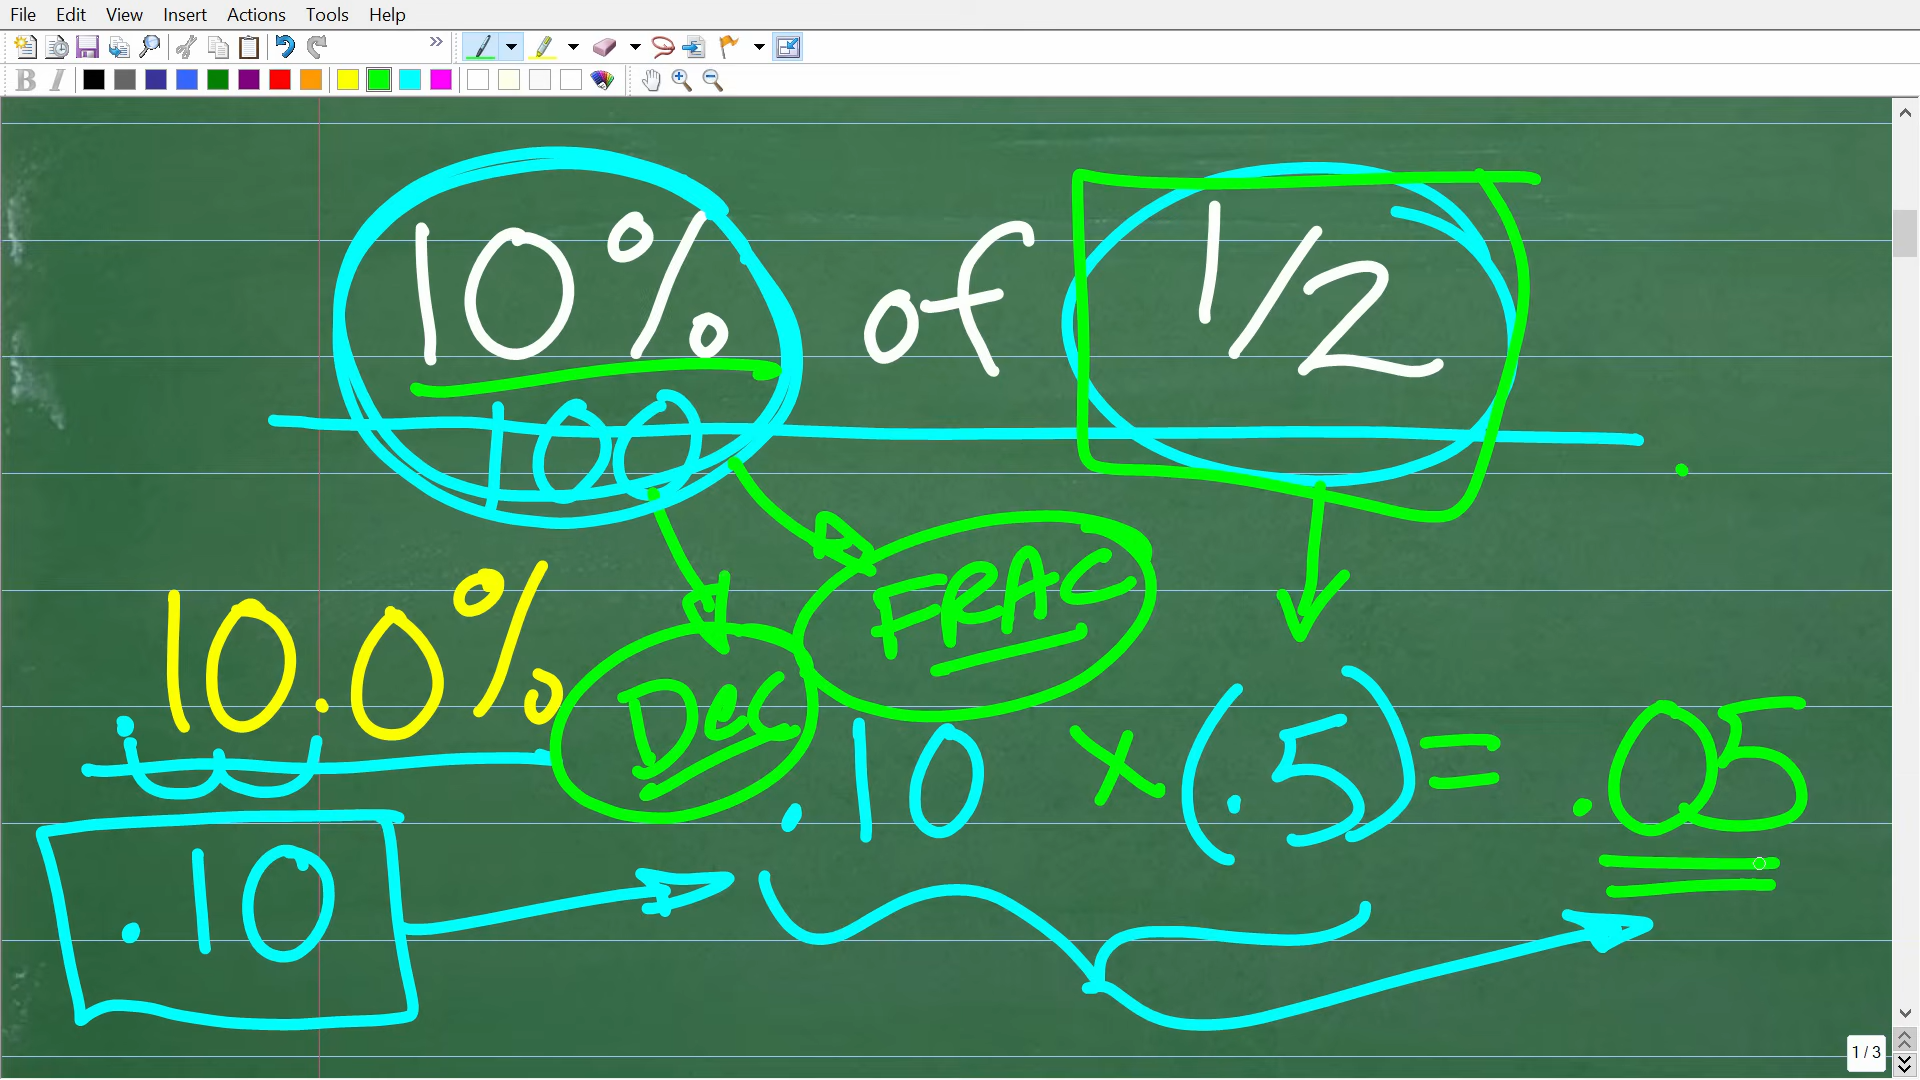 File Edit View Insert Actions Tools Help
B I
10% of 1/2
100
FRAC
10.0%
DeC
.10 × (.5) = .05
.10
1 / 3